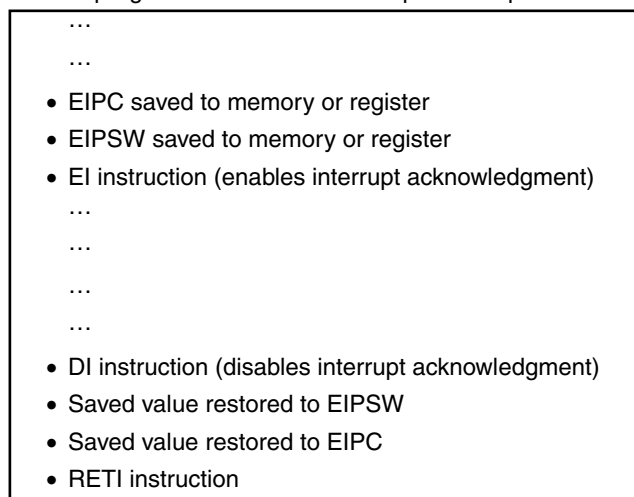 …
…
• EIPC saved to memory or register
• EIPSW saved to memory or register
• EI instruction (enables interrupt acknowledgment)
…
…
…
…
• DI instruction (disables interrupt acknowledgment)
• Saved value restored to EIPSW
• Saved value restored to EIPC
• RETI instruction